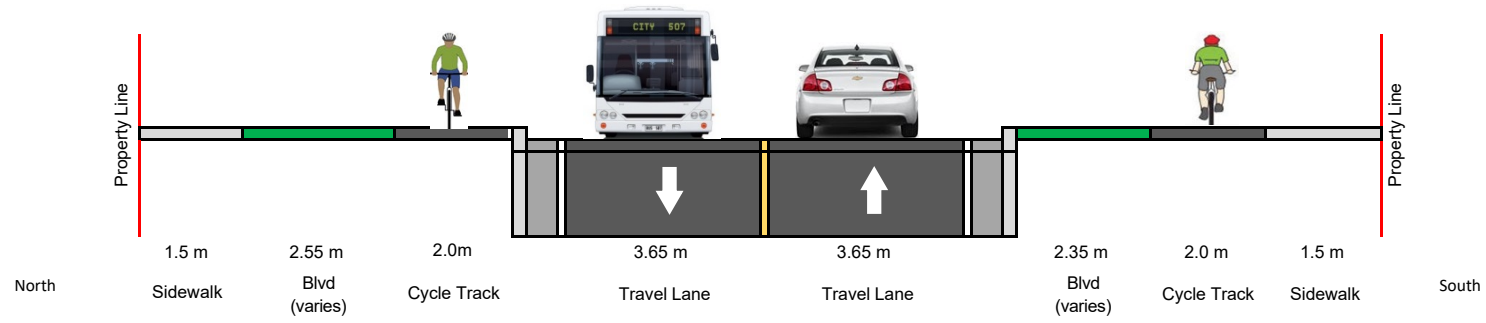 CITY 507
Property Line
Property Line
1.5 m
2.55 m
2.0m
3.65 m
3.65 m
2.35 m
2.0 m
1.5 m
North
Sidewalk
Blvd
(varies)
Cycle Track
Travel Lane
Travel Lane
Blvd
(varies)
Cycle Track
Sidewalk
South